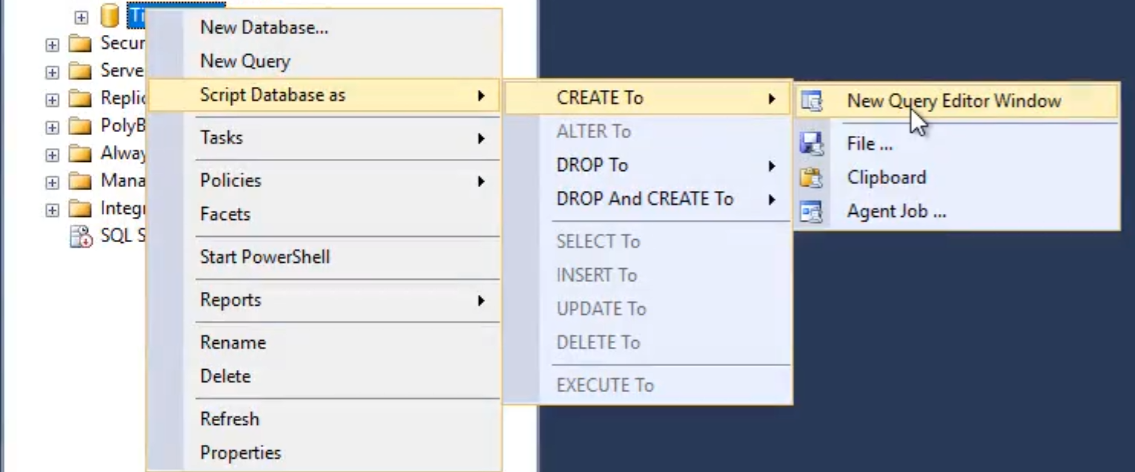 New Database...
New Query
Script Database as
Tasks
Policies
Facets
Start PowerShell
Reports
Rename
Delete
Refresh
Properties
CREATE To
ALTER To
DROP To
DROP And CREATE To
SELECT To
INSERT To
UPDATE To
DELETE To
EXECUTE To
New Query Editor Window
File ...
Clipboard
Agent Job ...
Secur
Serve
Replic
PolyB
Alway
Mana
Integr
SQL S